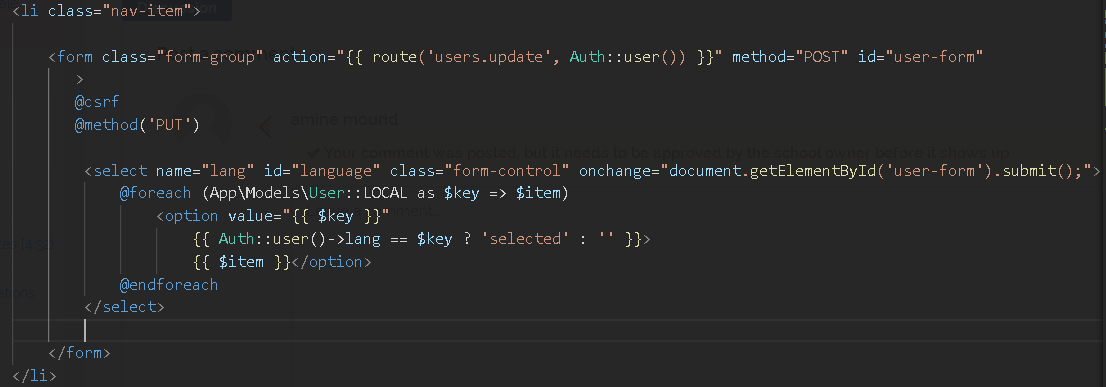 <li class="nav-item">
<form class="form-group" action="{{ route('users.update', Auth::user()) }}" method="POST" id="user-form"
>
@csrf
@method('PUT')
amine mourid
✔ Your comment was posted, but it needs to be approved by the school owner before it shows up
<select name="lang" id="language" class="form-control" onchange="document.getElementById('user-form').submit();">
@foreach (App\Models\User::LOCAL as $key => $item)
<option value="{{ $key }}"
{{ Auth::user()->lang == $key ? 'selected' : '' }}>
{{ $item }}</option>
@endforeach
</select>
</form>
</li>